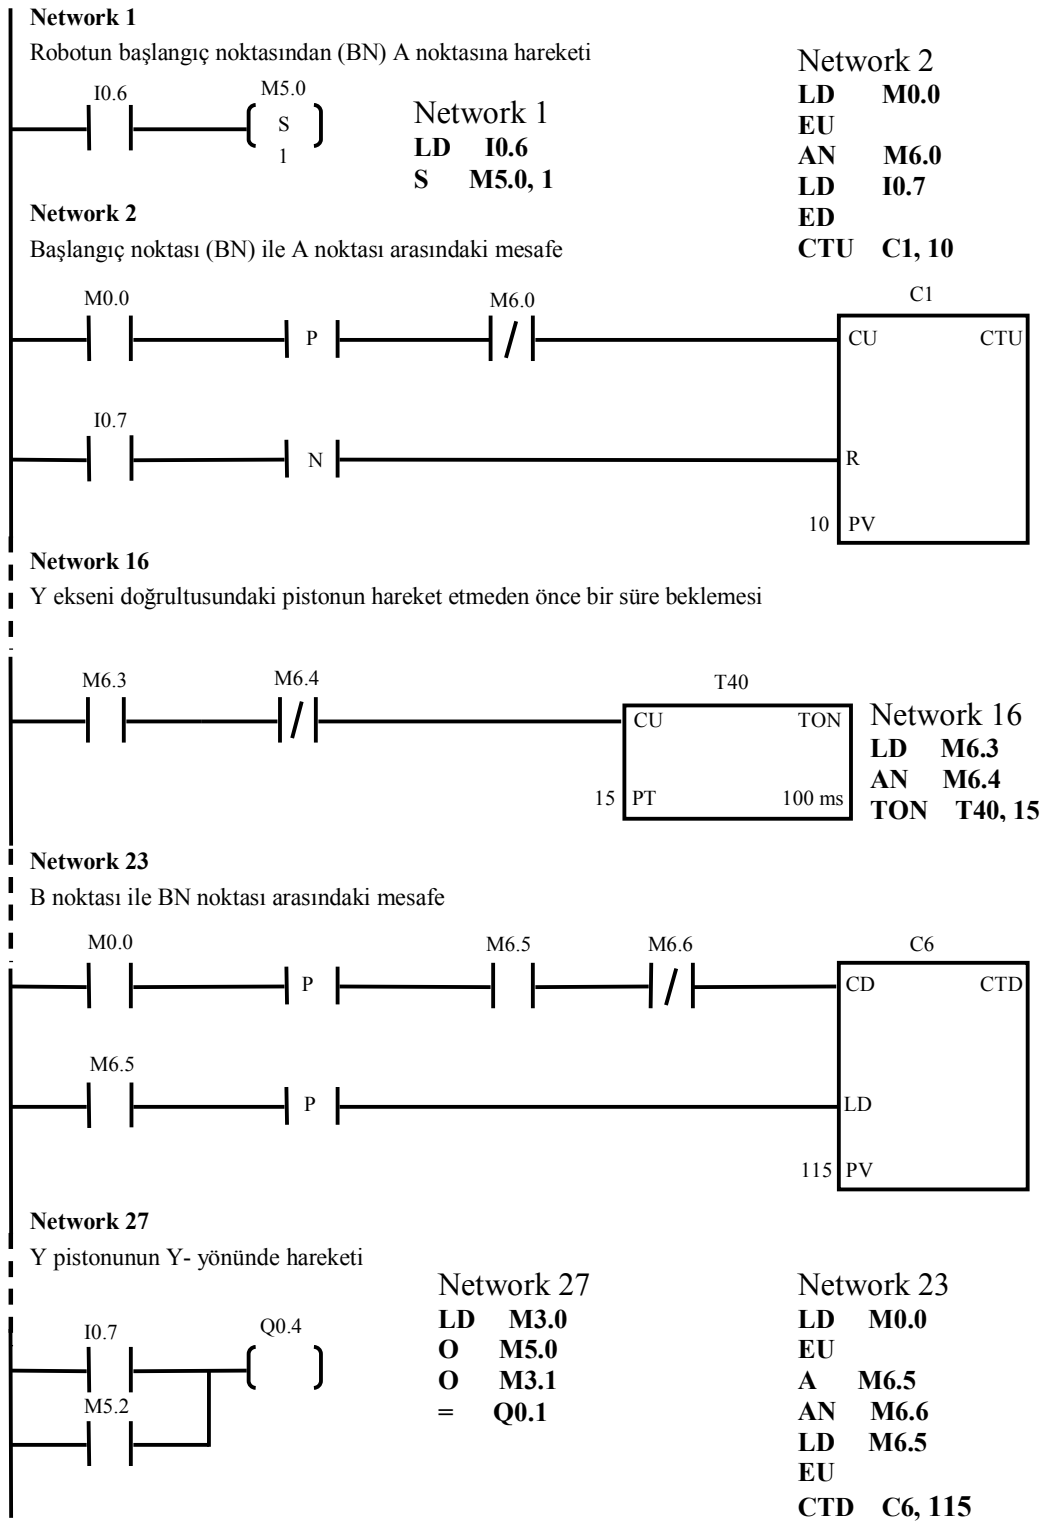 Network 1
Robotun başlangıç noktasından (BN) A noktasına hareketi
I0.6
M5.0
S
1
Network 1
LD I0.6
S M5.0, 1
Network 2
LD M0.0
EU
AN M6.0
LD I0.7
ED
CTU C1, 10
Network 2
Başlangıç noktası (BN) ile A noktası arasındaki mesafe
M0.0
P
M6.0
C1
CU CTU
I0.7
N
R
10 PV
Network 16
Y ekseni doğrultusundaki pistonun hareket etmeden önce bir süre beklemesi
M6.3
M6.4
T40
CU TON
15 PT 100 ms
Network 16
LD M6.3
AN M6.4
TON T40, 15
Network 23
B noktası ile BN noktası arasındaki mesafe
M0.0
P
M6.5
M6.6
C6
CD CTD
M6.5
P
LD
115 PV
Network 27
Y pistonunun Y- yönünde hareketi
I0.7
Q0.4
M5.2
Network 27
LD M3.0
O M5.0
O M3.1
= Q0.1
Network 23
LD M0.0
EU
A M6.5
AN M6.6
LD M6.5
EU
CTD C6, 115